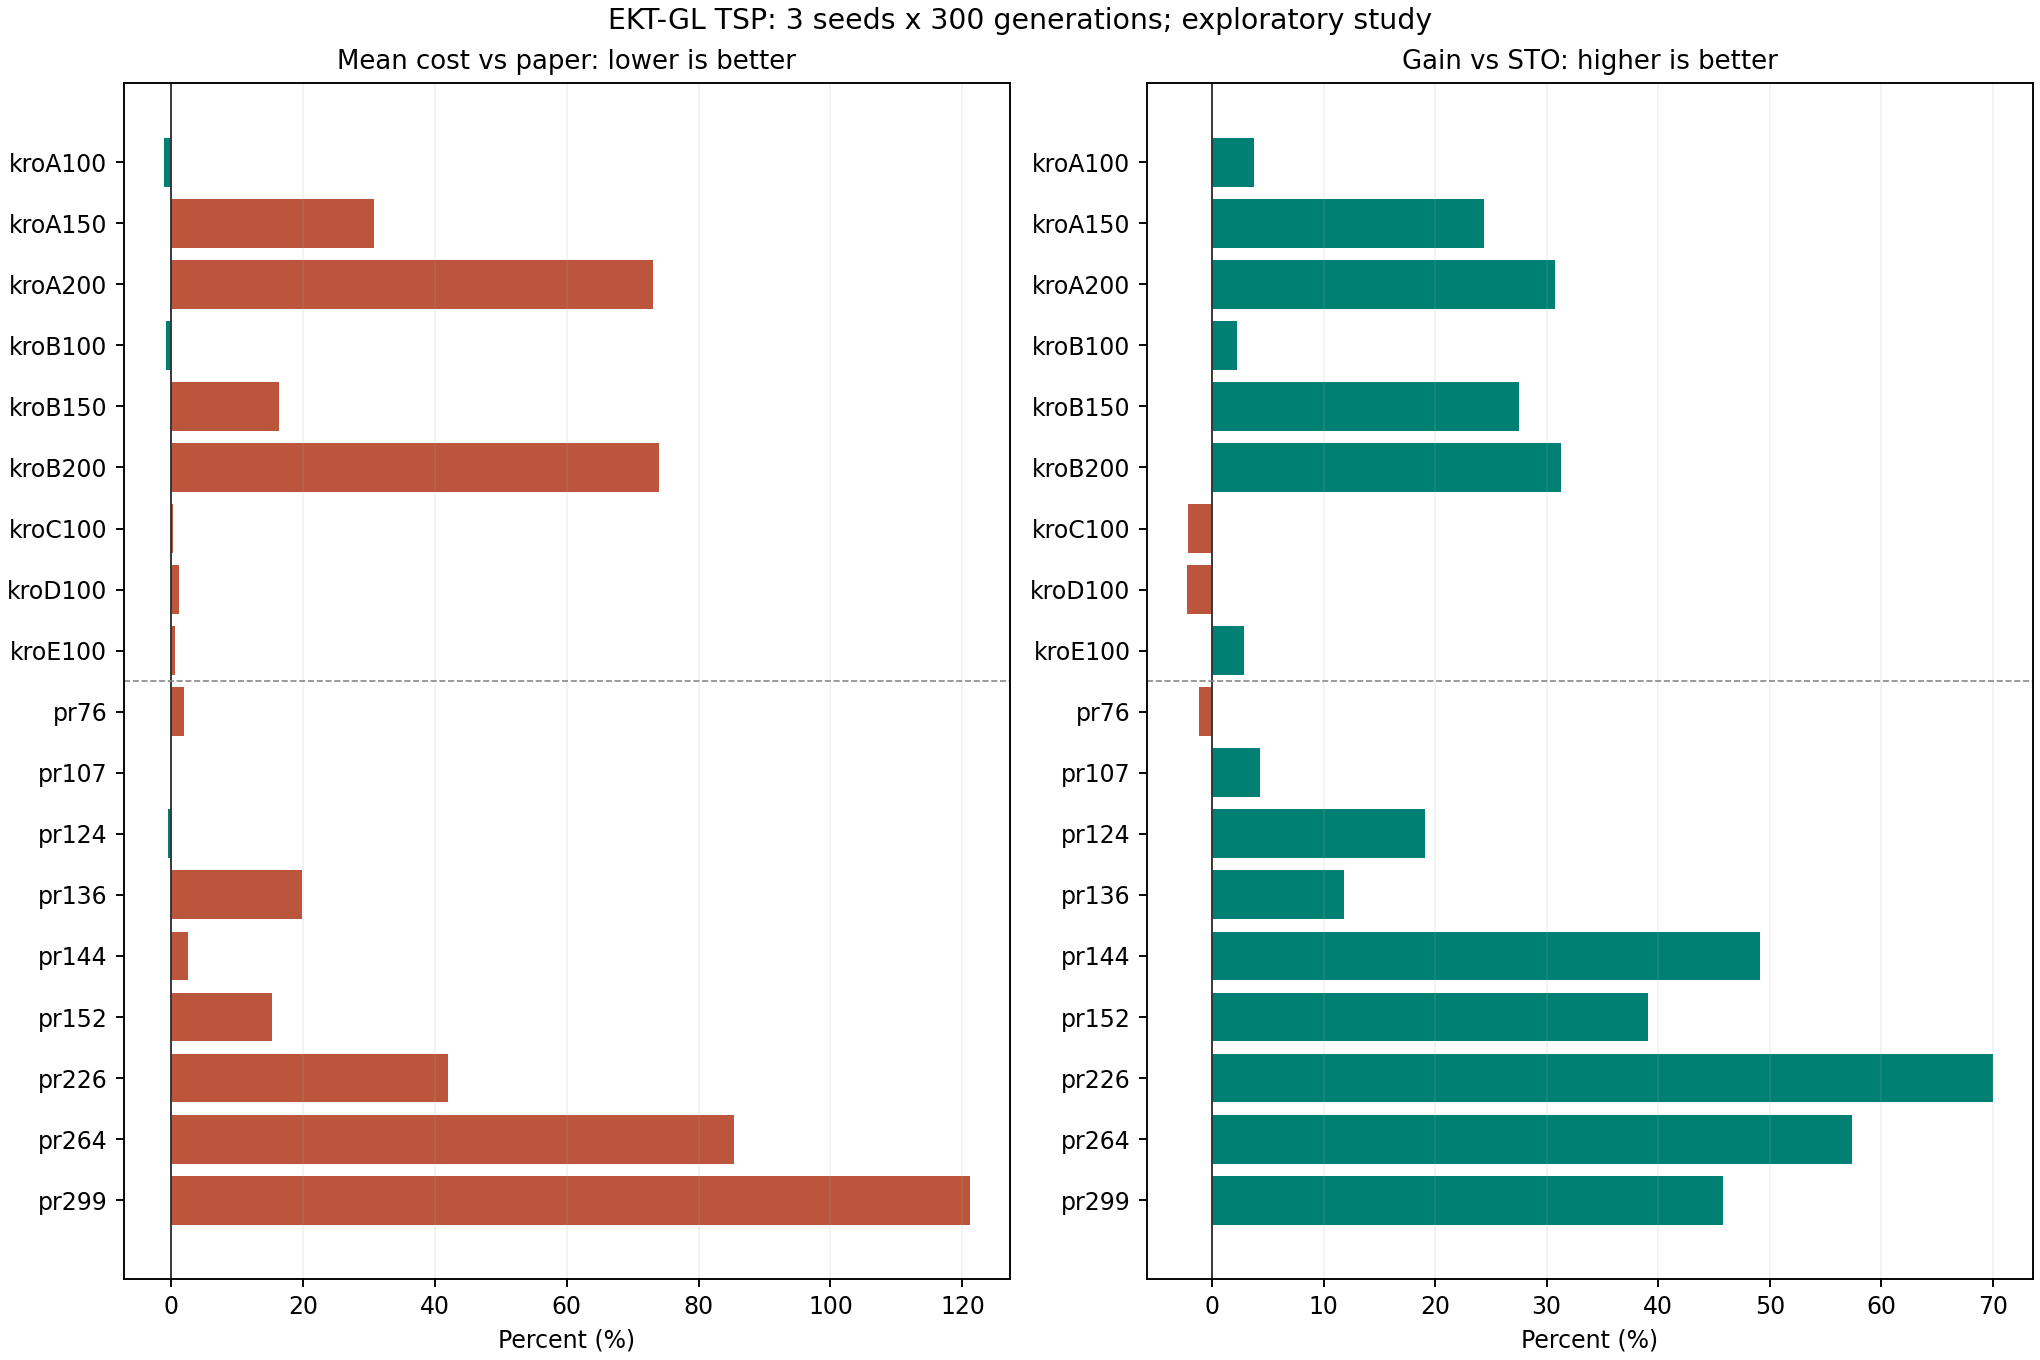 EKT-GL TSP: 3 seeds x 300 generations; exploratory study
Mean cost vs paper: lower is better
kroA100
kroA150
kroA200
kroB100
kroB150
kroB200
kroC100
kroD100
kroE100
pr76
pr107
pr124
pr136
pr144
pr152
pr226
pr264
pr299
0 20 40 60 80 100 120
Percent (%)
Gain vs STO: higher is better
kroA100
kroA150
kroA200
kroB100
kroB150
kroB200
kroC100
kroD100
kroE100
pr76
pr107
pr124
pr136
pr144
pr152
pr226
pr264
pr299
0 10 20 30 40 50 60 70
Percent (%)